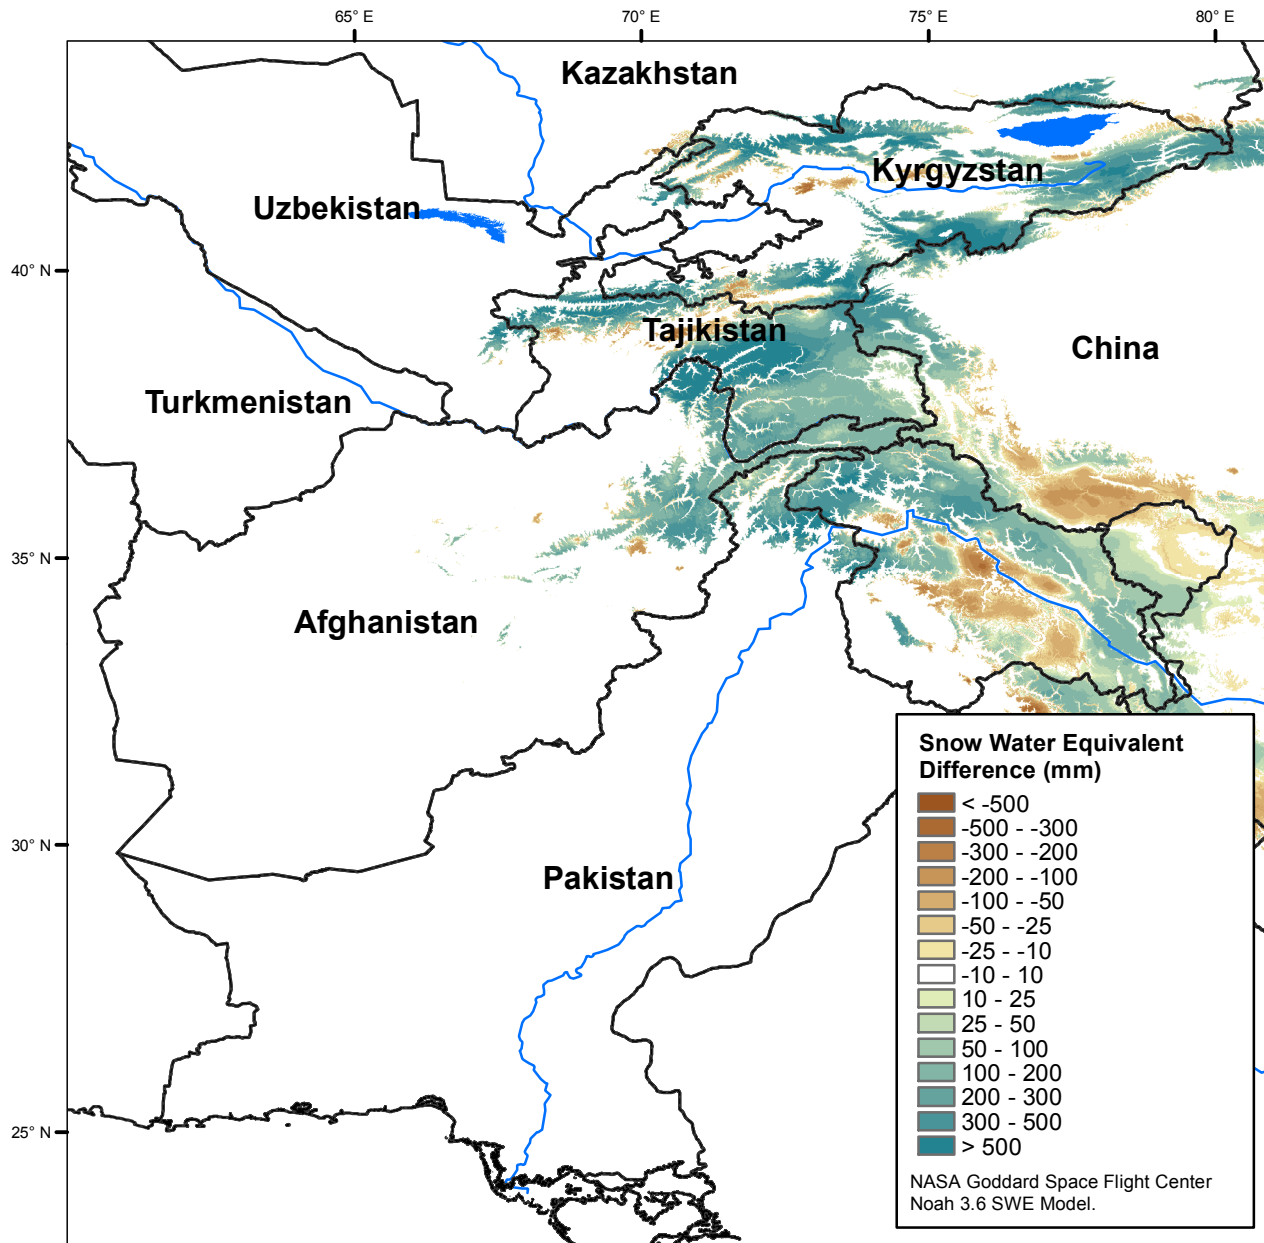 65° E
70° E
75° E
80° E
Kazakhstan
Kyrgyzstan
Uzbekistan
40° N
Tajikistan
China
Turkmenistan
35° N
Afghanistan
30° N
Pakistan
25° N
Snow Water Equivalent
Difference (mm)
< -500
-500 - -300
-300 - -200
-200 - -100
-100 - -50
-50 - -25
-25 - -10
-10 - 10
10 - 25
25 - 50
50 - 100
100 - 200
200 - 300
300 - 500
> 500
NASA Goddard Space Flight Center
Noah 3.6 SWE Model.